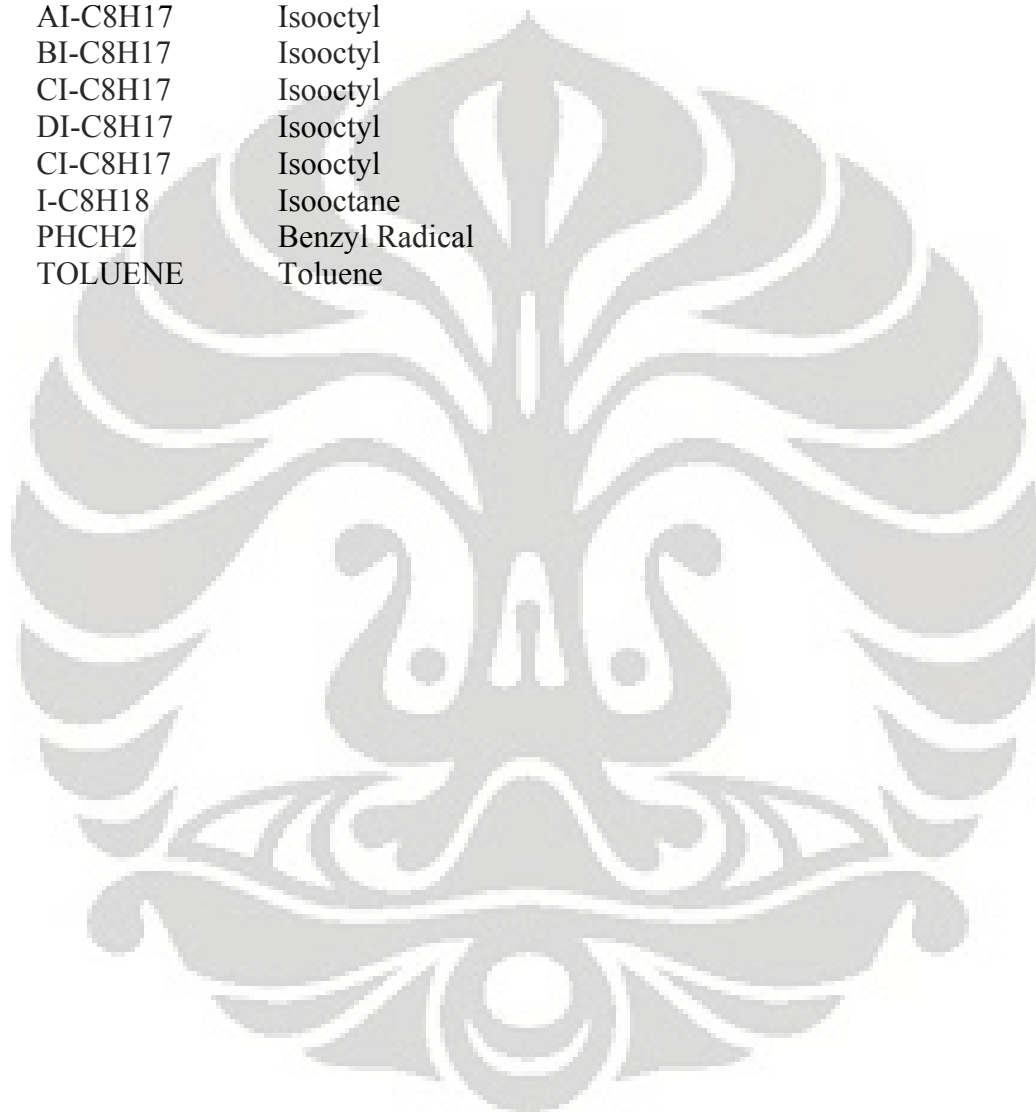 AI-C8H17 Isooctyl
BI-C8H17 Isooctyl
CI-C8H17 Isooctyl
DI-C8H17 Isooctyl
CI-C8H17 Isooctyl
I-C8H18 Isooctane
PHCH2 Benzyl Radical
TOLUENE Toluene